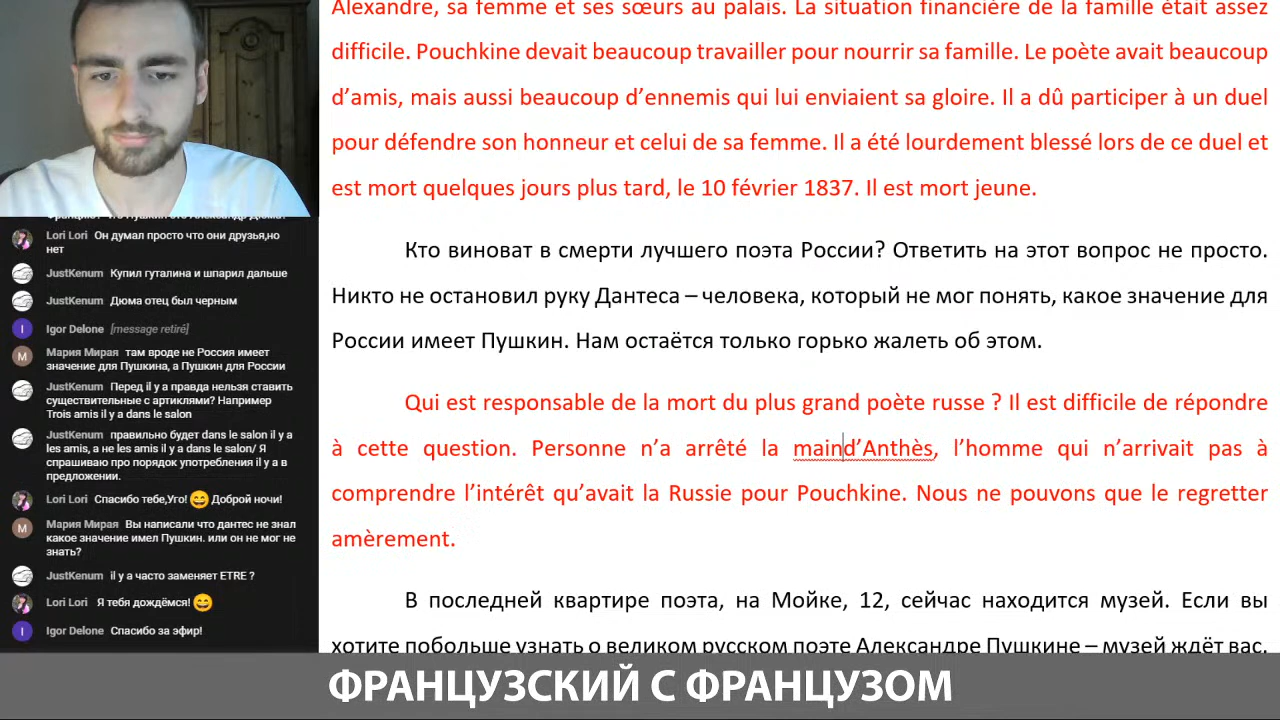 Францию? что Пушкин это Александр Дюма?
Lori Lori Он думал просто что они друзья,но
нет
JustKenum Купил гуталина и шпарил дальше
JustKenum Дюма отец был черным
I Igor Delone [message retiré]
М Мария Мирая там вроде не Россия имеет
значение для Пушкина, а Пушкин для России
JustKenum Перед il y a правда нельзя ставить
существительные с артиклями? Например
Trois amis il y a dans le salon
JustKenum правильно будет dans le salon il y a
les amis, а не les amis il y a dans le salon/ Я
спрашиваю про порядок употребления il y a в
предложении.
Lori Lori Спасибо тебе,Уго! 😄 Доброй ночи!
М Мария Мирая Вы написали что дантес не знал
какое значение имел Пушкин. или он не мог не
знать?
JustKenum il y a часто заменяет ETRE ?
Lori Lori Я тебя дождёмся! 😄
I Igor Delone Спасибо за эфир!
Alexandre, sa femme et ses sœurs au palais. La situation financière de la famille était assez
difficile. Pouchkine devait beaucoup travailler pour nourrir sa famille. Le poète avait beaucoup
d’amis, mais aussi beaucoup d’ennemis qui lui enviaient sa gloire. Il a dû participer à un duel
pour défendre son honneur et celui de sa femme. Il a été lourdement blessé lors de ce duel et
est mort quelques jours plus tard, le 10 février 1837. Il est mort jeune.
Кто виноват в смерти лучшего поэта России? Ответить на этот вопрос не просто.
Никто не остановил руку Дантеса – человека, который не мог понять, какое значение для
России имеет Пушкин. Нам остаётся только горько жалеть об этом.
Qui est responsable de la mort du plus grand poète russe ? Il est difficile de répondre
à cette question. Personne n’a arrêté la maind’Anthès, l’homme qui n’arrivait pas à
comprendre l’intérêt qu’avait la Russie pour Pouchkine. Nous ne pouvons que le regretter
amèrement.
В последней квартире поэта, на Мойке, 12, сейчас находится музей. Если вы
хотите побольше узнать о великом русском поэте Александре Пушкине – музей ждёт вас.
ФРАНЦУЗСКИЙ С ФРАНЦУЗОМ